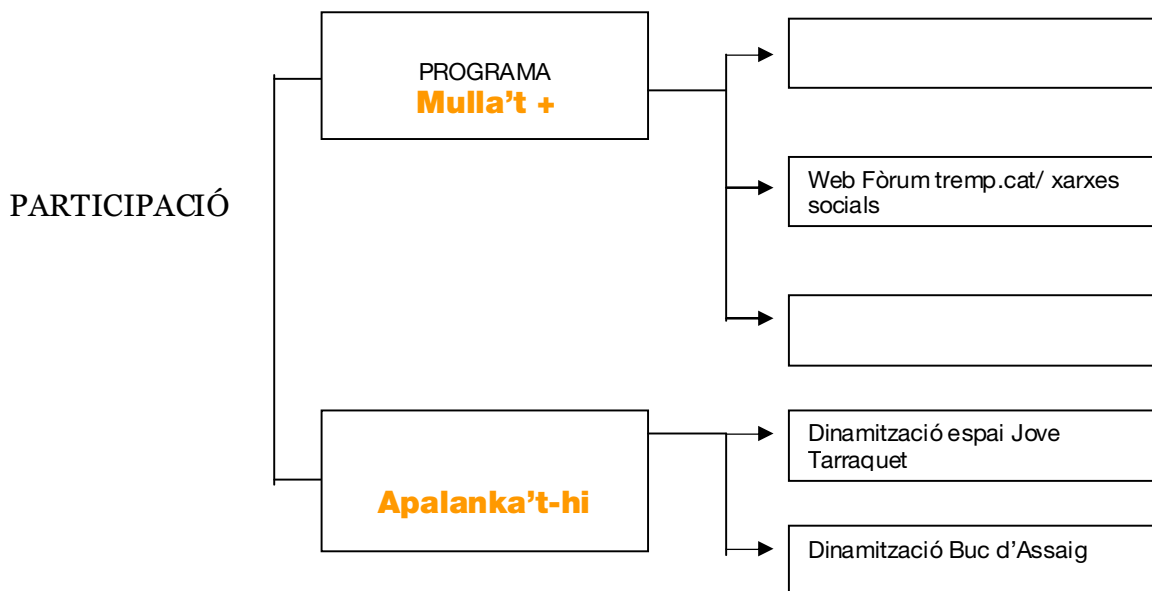 PROGRAMA
Mulla’t +
PARTICIPACIÓ
Web Fòrum tremp.cat/ xarxes
socials
Apalanka’t-hi
Dinamització espai Jove
Tarraquet
Dinamització Buc d’Assaig